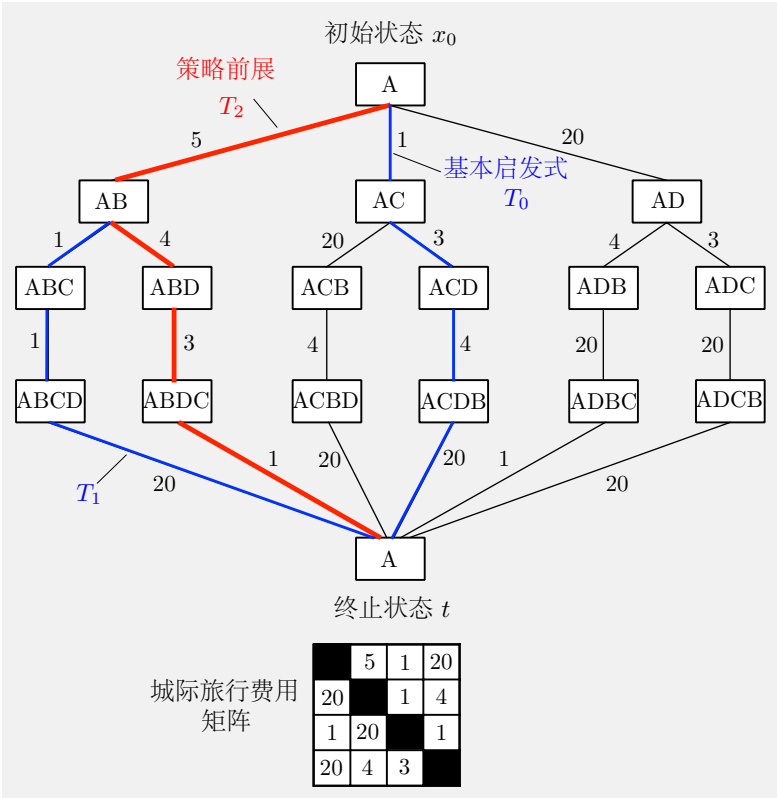 初始状态 x₀
A
策略前展
T₂
5
1
20
基本启发式
T₀
AB
AC
AD
1
4
20
3
4
3
ABC
ABD
ACB
ACD
ADB
ADC
1
3
4
4
20
20
ABCD
ABDC
ACBD
ACDB
ADBC
ADCB
T₁
20
1
20
20
1
20
A
终止状态 t
城际旅行费用
矩阵
5 1 20
20 1 4
1 20 1
20 4 3